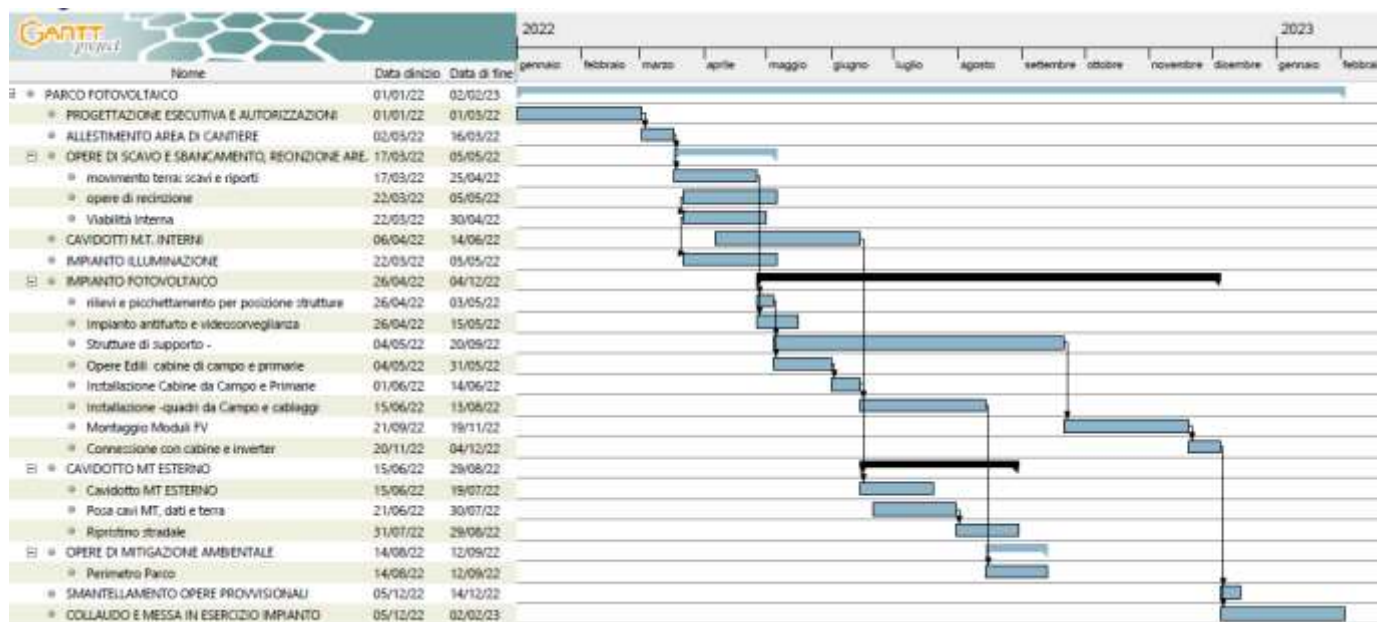 GANTT project
2022 2023
gennaio febbraio marzo aprile maggio giugno luglio agosto settembre ottobre novembre dicembre gennaio febbrai
Nome Data dinizio Data di fine
PARCO FOTOVOLTAICO 01/01/22 02/02/23
PROGETTAZIONE ESECUTIVA E AUTORIZZAZIONI 01/01/22 01/03/22
ALLESTIMENTO AREA DI CANTIERE 02/03/22 16/03/22
OPERE DI SCAVO E SBANCAMENTO, RECINZIONE ARE. 17/03/22 05/05/22
movimento terra: scavi e riporti 17/03/22 25/04/22
opere di recinzione 22/03/22 05/05/22
Viabilità Interna 22/03/22 30/04/22
CAVIDOTTI M.T. INTERNI 06/04/22 14/06/22
IMPIANTO ILLUMINAZIONE 22/03/22 05/05/22
IMPIANTO FOTOVOLTAICO 26/04/22 04/12/22
rilievi e picchettamento per posizione strutture 26/04/22 03/05/22
Impianto antifurto e videosorveglianza 26/04/22 15/05/22
Strutture di supporto - 04/05/22 20/09/22
Opere Edili cabine di campo e primarie 04/05/22 31/05/22
Installazione Cabine da Campo e Primarie 01/06/22 14/06/22
Installazione -quadri da Campo e cablaggi 15/06/22 13/08/22
Montaggio Moduli FV 21/09/22 19/11/22
Connessione con cabine e inverter 20/11/22 04/12/22
CAVIDOTTO MT ESTERNO 15/06/22 29/08/22
Cavidotto MT ESTERNO 15/06/22 19/07/22
Posa cavi MT, dati e terra 21/06/22 30/07/22
Ripristino stradale 31/07/22 29/08/22
OPERE DI MITIGAZIONE AMBIENTALE 14/08/22 12/09/22
Perimetro Parco 14/08/22 12/09/22
SMANTELLAMENTO OPERE PROVVISIONALI 05/12/22 14/12/22
COLLAUDO E MESSA IN ESERCIZIO IMPIANTO 05/12/22 02/02/23